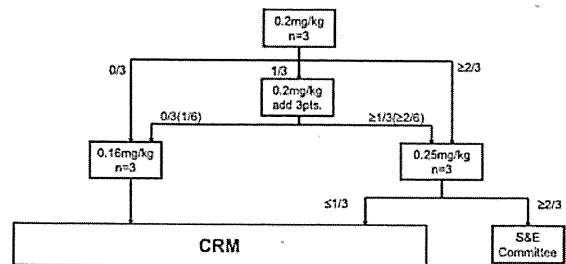 0.2mg/kg
n=3
0/3
1/3
≥2/3
0.2mg/kg
add 3pts.
0/3(1/6)
≥1/3(≥2/6)
0.16mg/kg
n=3
0.25mg/kg
n=3
≤1/3
≥2/3
CRM
S&E
Committee